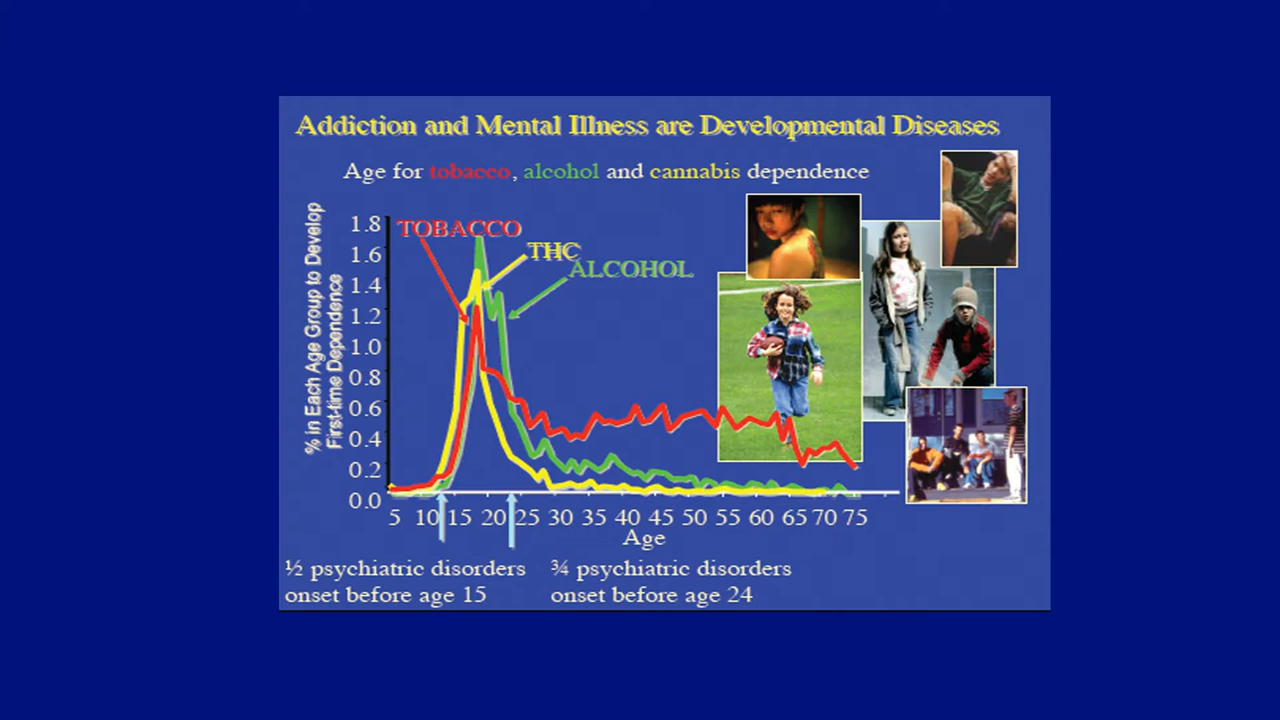 Addiction and Mental Illness are Developmental Diseases
Age for tobacco, alcohol and cannabis dependence
% in Each Age Group to Develop
First-time Dependence
TOBACCO
THC
ALCOHOL
1.8
1.6
1.4
1.2
1.0
0.8
0.6
0.4
0.2
0.0
5 10 15 20 25 30 35 40 45 50 55 60 65 70 75
Age
½ psychiatric disorders
onset before age 15
¾ psychiatric disorders
onset before age 24